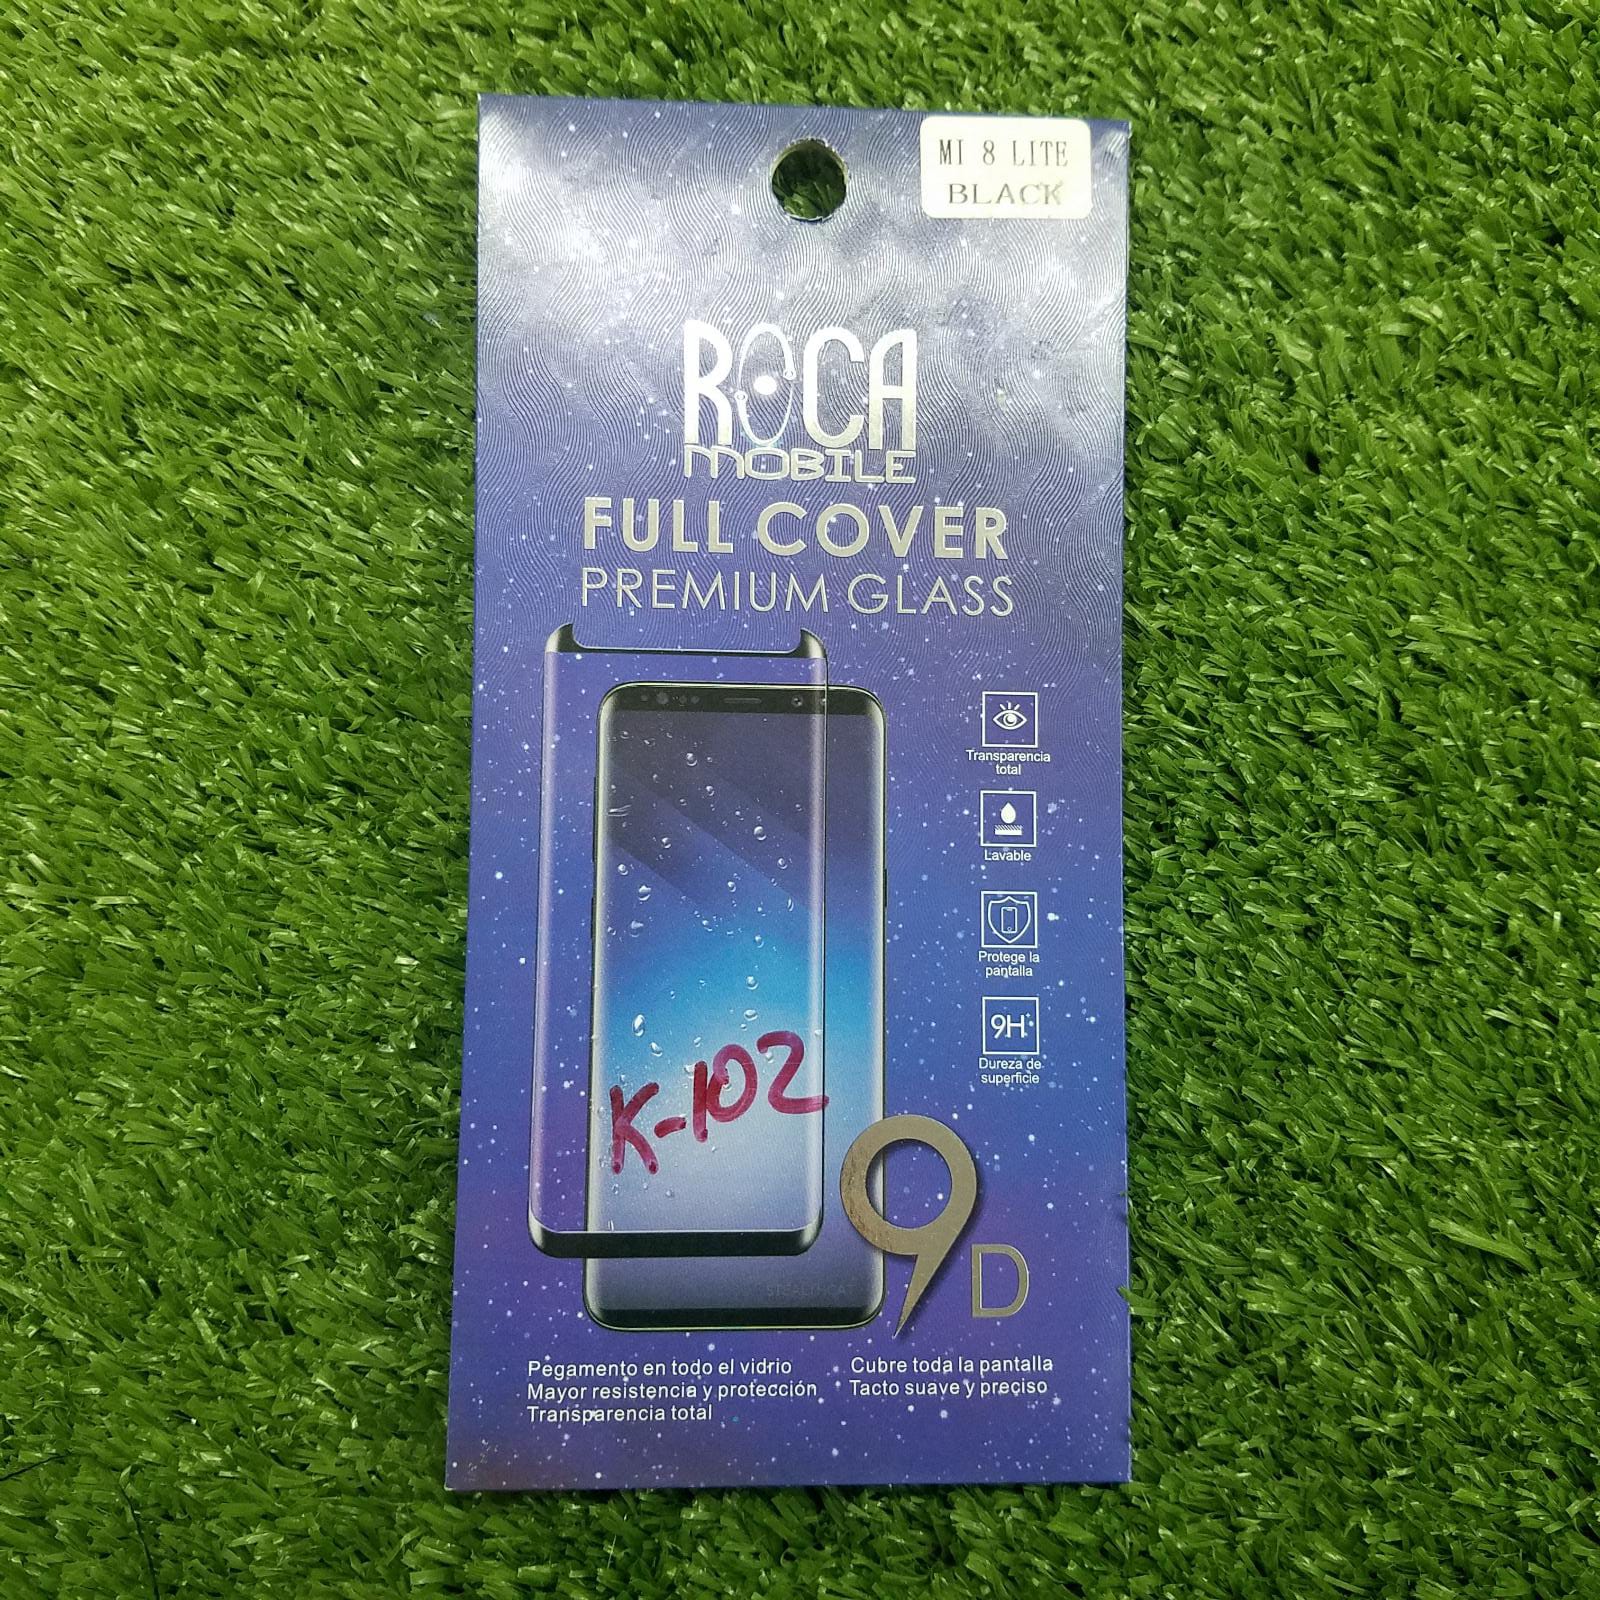 MI 8 LITE
BLACK
ROCA
MOBILE
FULL COVER
PREMIUM GLASS
Transparencia
total
Lavable
Protege la
pantalla
9H+
Dureza de
superficie
K-102
9D
Pegamento en todo el vidrio
Mayor resistencia y protección
Transparencia total
Cubre toda la pantalla
Tacto suave y preciso